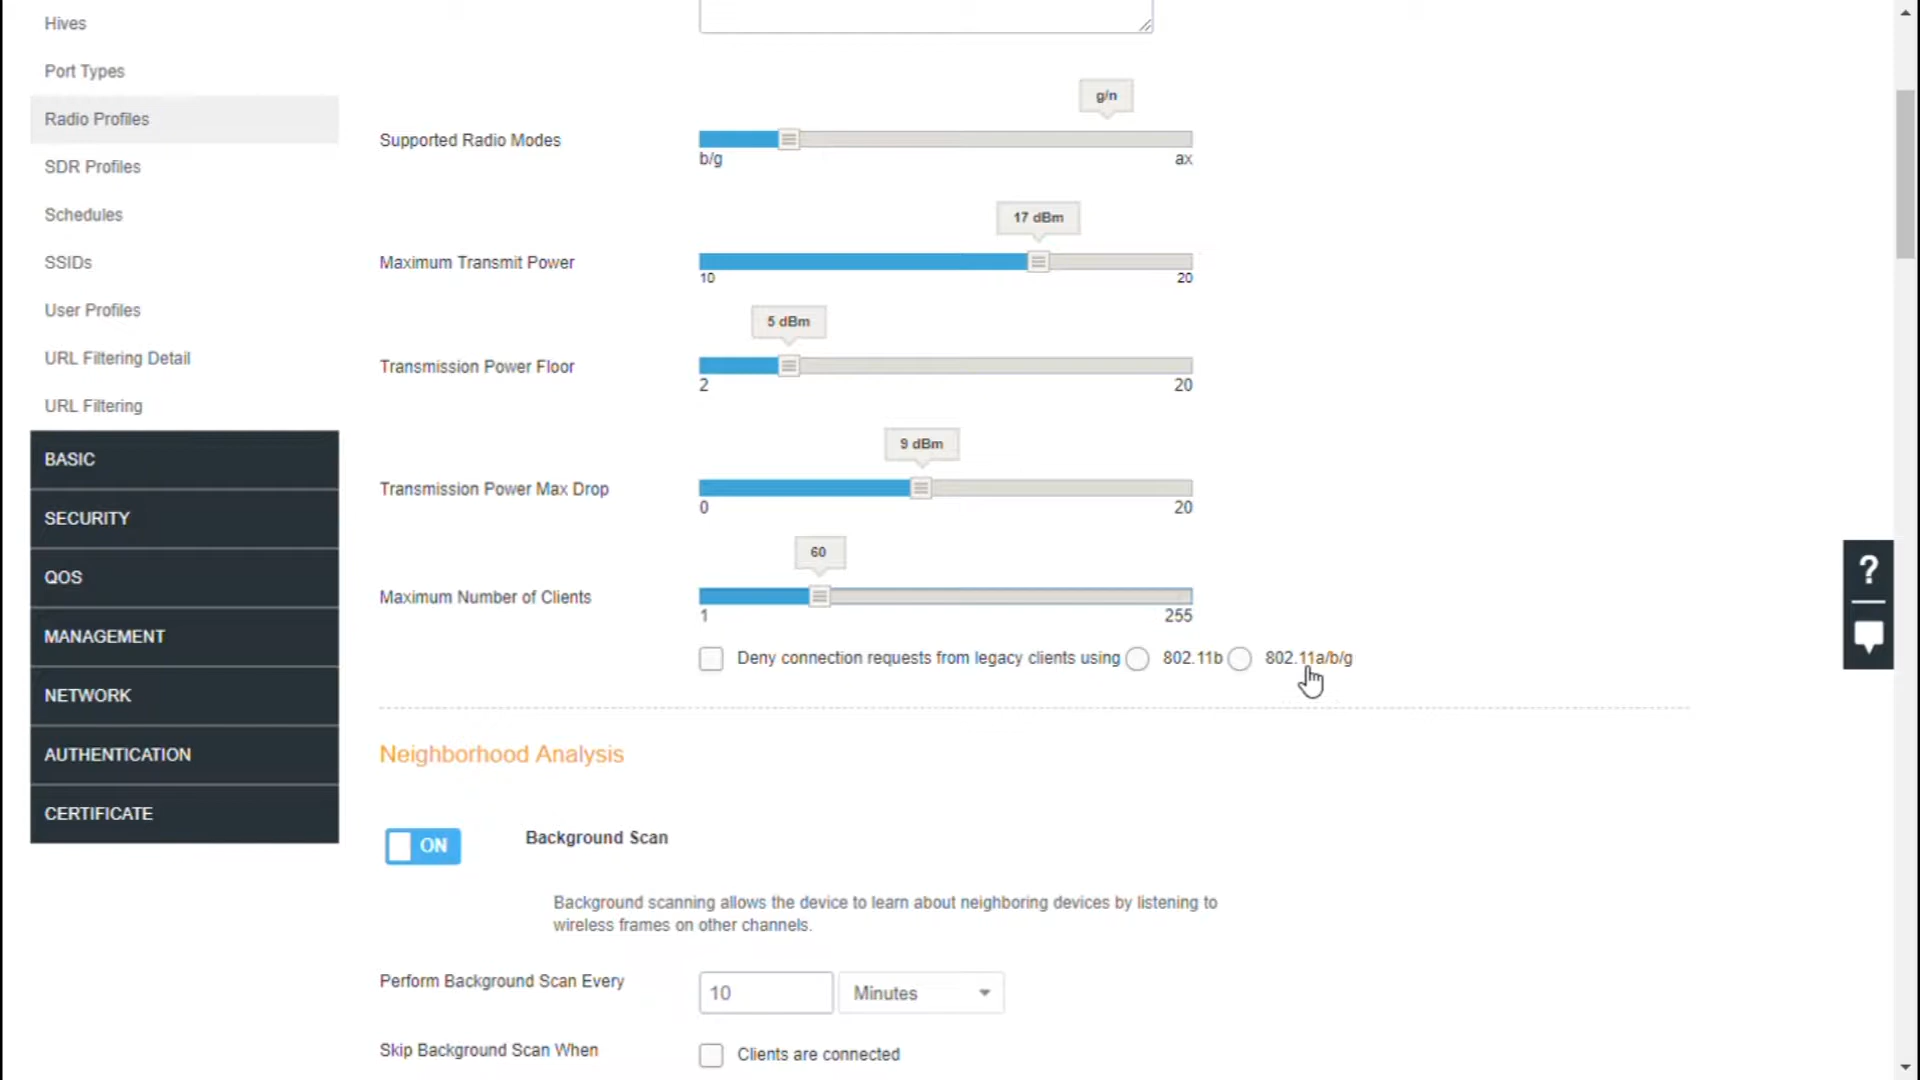 Hives
Port Types
Radio Profiles
SDR Profiles
Schedules
SSIDs
User Profiles
URL Filtering Detail
URL Filtering
BASIC
SECURITY
QOS
MANAGEMENT
NETWORK
AUTHENTICATION
CERTIFICATE
g/n
Supported Radio Modes
b/g ax
17 dBm
Maximum Transmit Power
10 20
5 dBm
Transmission Power Floor
2 20
9 dBm
Transmission Power Max Drop
0 20
60
Maximum Number of Clients
1 255
Deny connection requests from legacy clients using 802.11b 802.11a/b/g
Neighborhood Analysis
ON Background Scan
Background scanning allows the device to learn about neighboring devices by listening to
wireless frames on other channels.
Perform Background Scan Every 10 Minutes
Skip Background Scan When Clients are connected
?